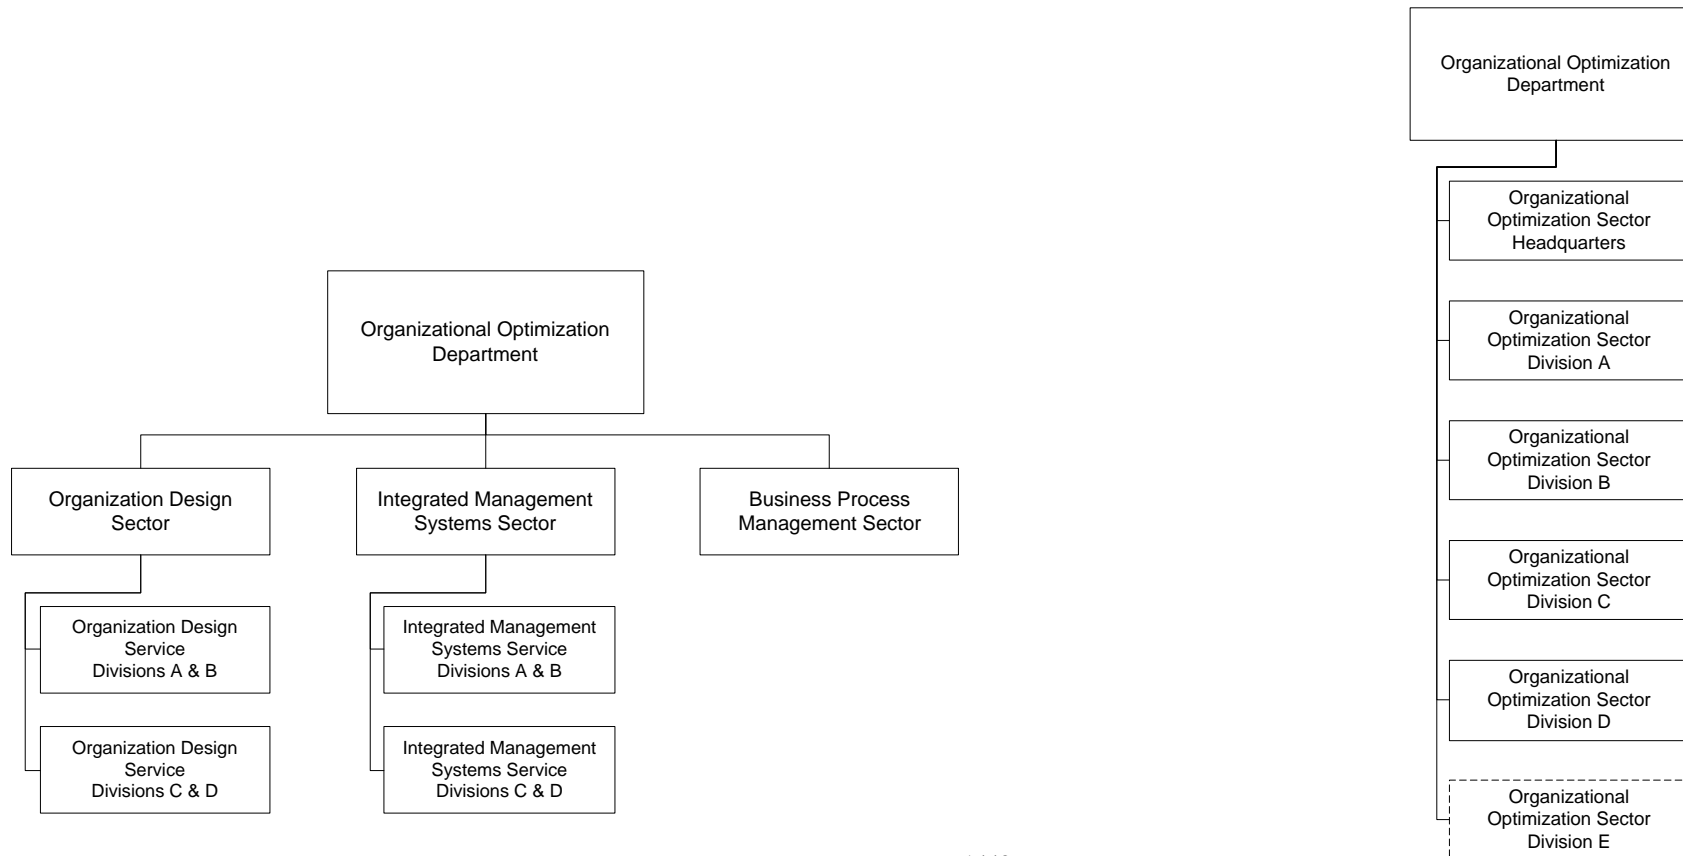 Organizational Optimization
Department
Organization Design
Sector
Integrated Management
Systems Sector
Business Process
Management Sector
Organization Design
Service
Divisions A & B
Integrated Management
Systems Service
Divisions A & B
Organization Design
Service
Divisions C & D
Integrated Management
Systems Service
Divisions C & D
Organizational Optimization
Department
Organizational
Optimization Sector
Headquarters
Organizational
Optimization Sector
Division A
Organizational
Optimization Sector
Division B
Organizational
Optimization Sector
Division C
Organizational
Optimization Sector
Division D
Organizational
Optimization Sector
Division E